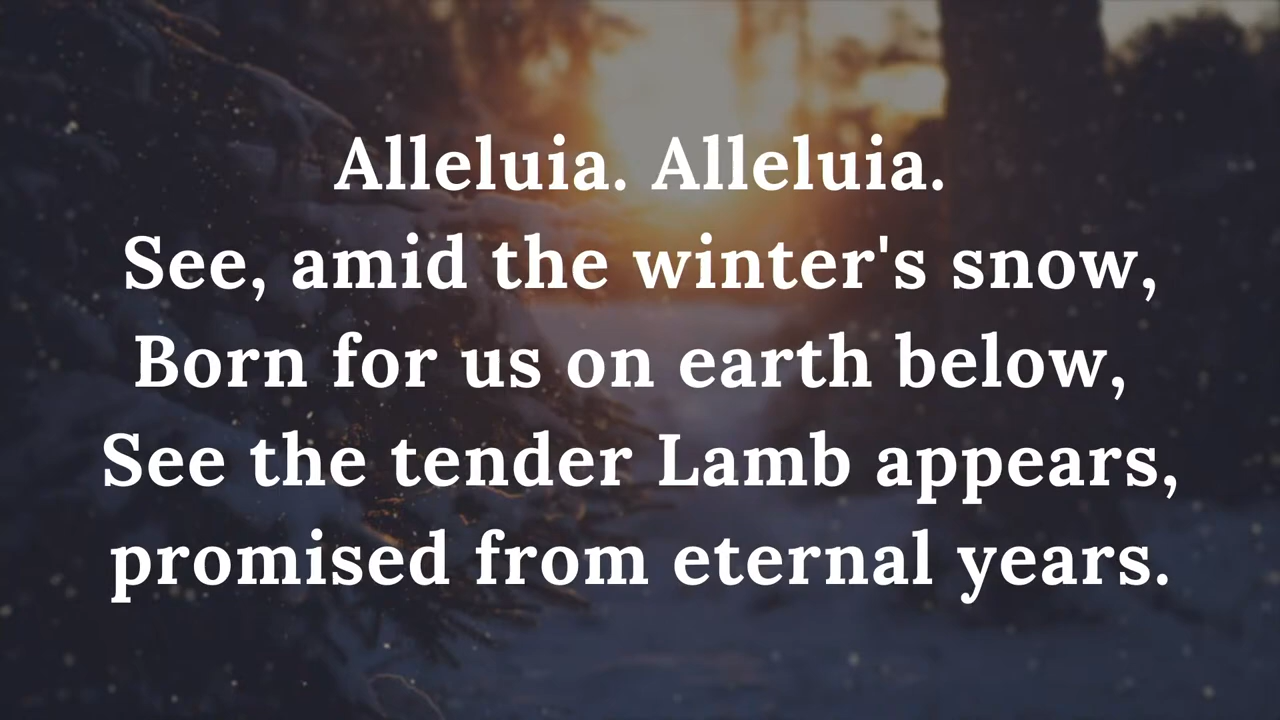 Alleluia. Alleluia.
See, amid the winter's snow,
Born for us on earth below,
See the tender Lamb appears,
promised from eternal years.